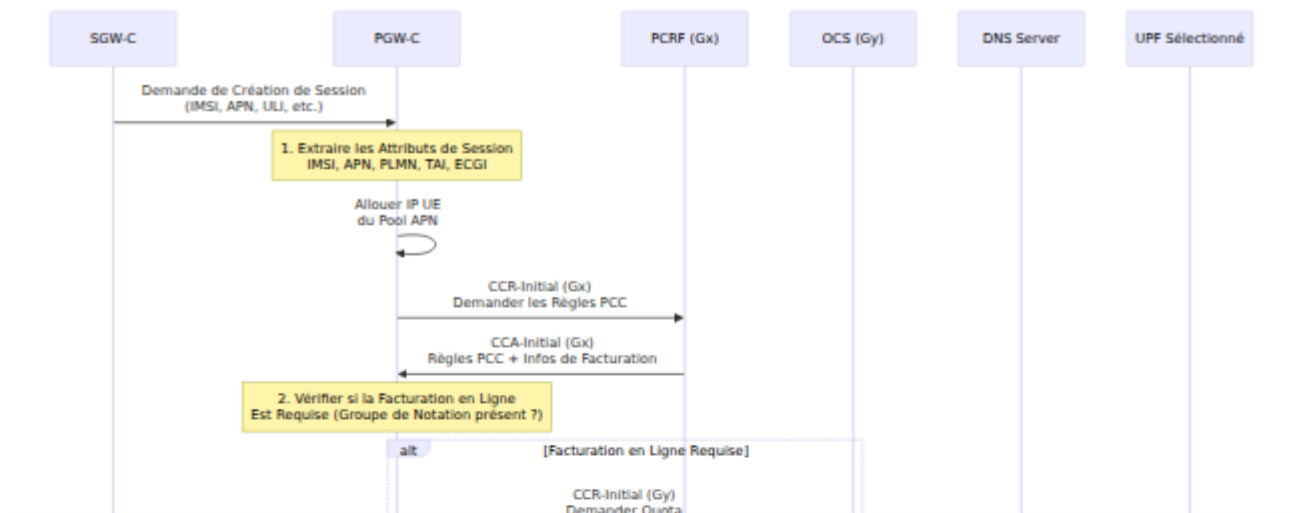 SGW-C
PGW-C
PCRF (Gx)
OCS (Gy)
DNS Server
UPF Sélectionné
Demande de Création de Session
(IMSI, APN, ULI, etc.)
1. Extraire les Attributs de Session
IMSI, APN, PLMN, TAI, ECGI
Allouer IP UE
du Pool APN
CCR-Initial (Gx)
Demander les Règles PCC
CCA-Initial (Gx)
Règles PCC + Infos de Facturation
2. Vérifier si la Facturation en Ligne
Est Requise (Groupe de Notation présent ?)
alt
[Facturation en Ligne Requise]
CCR-Initial (Gy)
Demander Quota